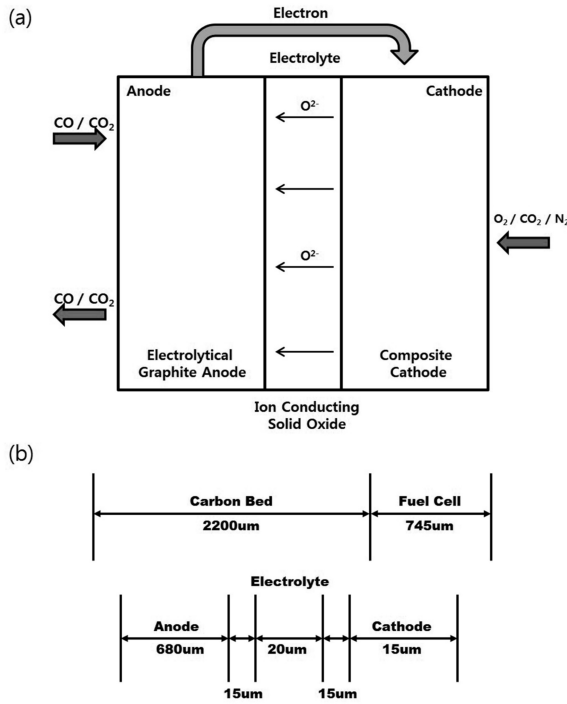 (a)
Electron
Electrolyte
Anode
Cathode
O²⁻
CO / CO₂
O₂ / CO₂ / N₂
O²⁻
CO / CO₂
Electrolytical
Graphite Anode
Composite
Cathode
Ion Conducting
Solid Oxide
(b)
Carbon Bed
Fuel Cell
2200um
745um
Electrolyte
Anode
Cathode
680um
20um
15um
15um
15um